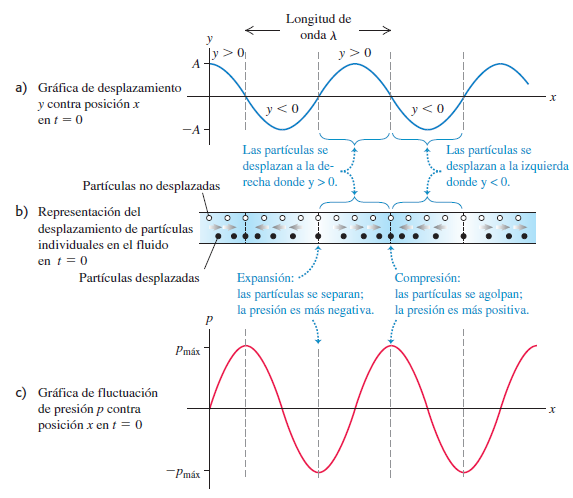 Longitud de
onda λ
y
y > 0
y > 0
A
a) Gráfica de desplazamiento
y contra posición x
en t = 0
x
y < 0
y < 0
−A
Las partículas se
desplazan a la de-
recha donde y > 0.
Las partículas se
desplazan a la izquierda
donde y < 0.
Partículas no desplazadas
b) Representación del
desplazamiento de partículas
individuales en el fluido
en t = 0
Partículas desplazadas
Expansión:
las partículas se separan;
la presión es más negativa.
Compresión:
las partículas se agolpan;
la presión es más positiva.
p
pmáx
c) Gráfica de fluctuación
de presión p contra
posición x en t = 0
x
−pmáx